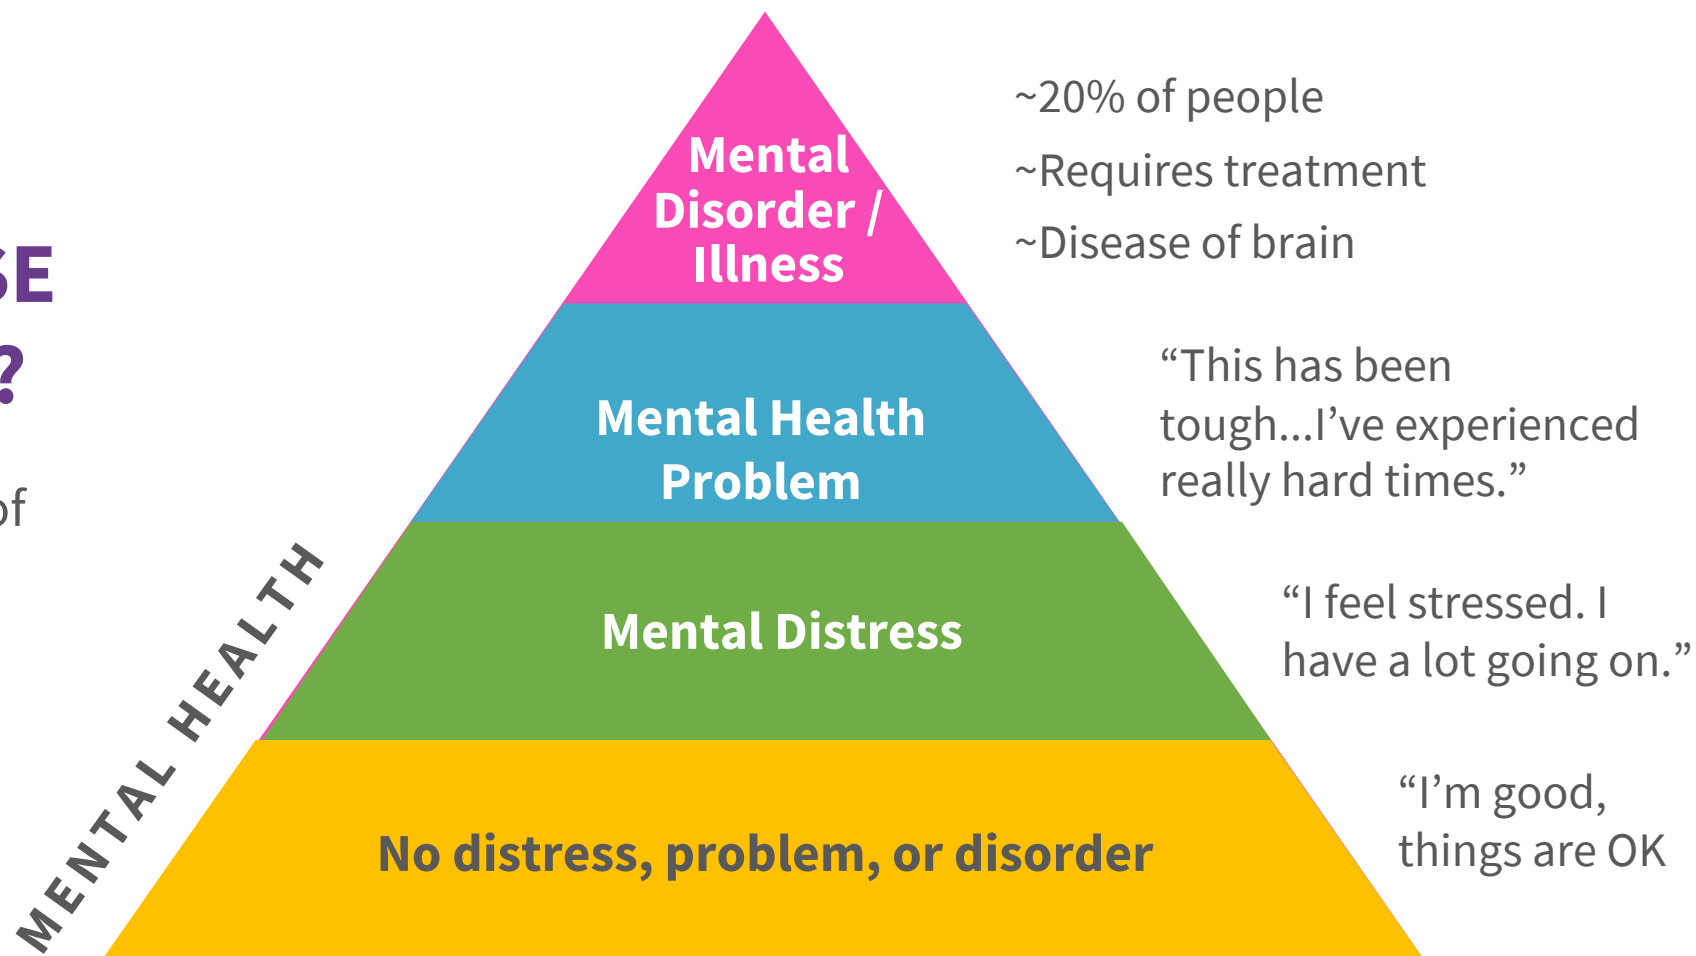 SE
?
of
MENTAL HEALTH
Mental
Disorder /
Illness
~20% of people
~Requires treatment
~Disease of brain
Mental Health
Problem
“This has been
tough...I’ve experienced
really hard times.”
Mental Distress
“I feel stressed. I
have a lot going on.”
No distress, problem, or disorder
“I’m good,
things are OK